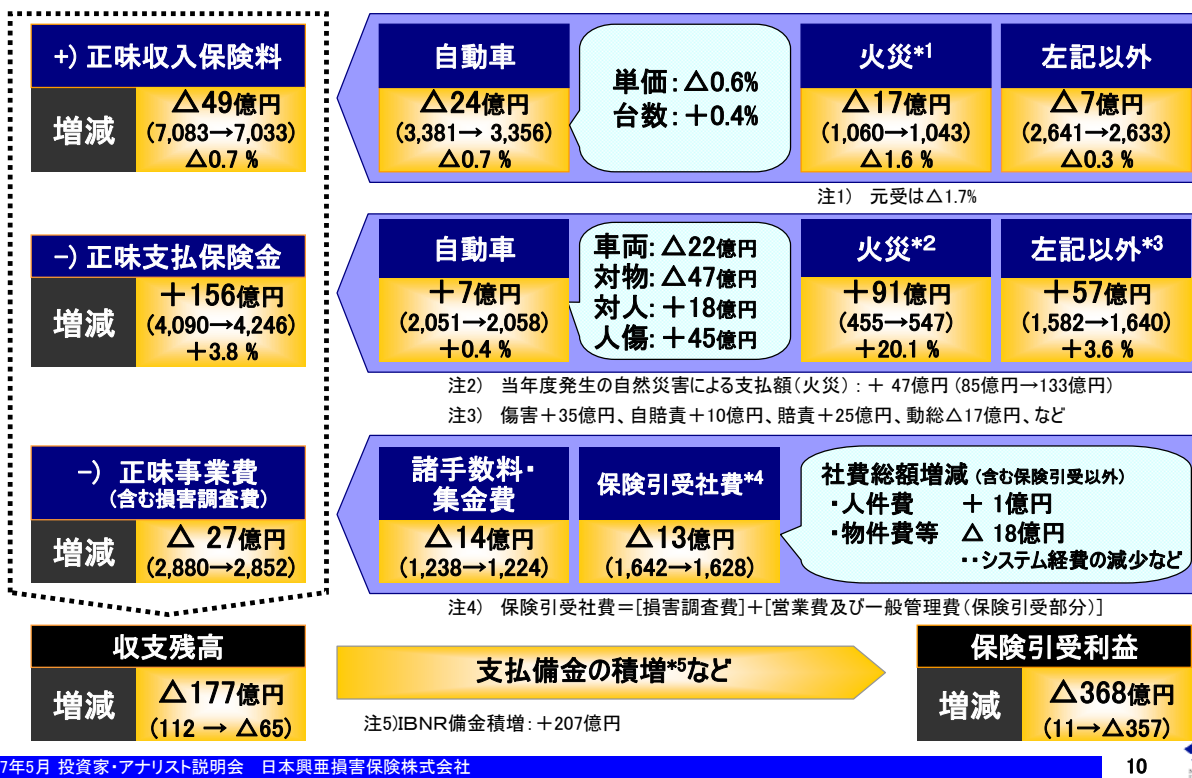 +) 正味収入保険料
増減
△49億円
(7,083→7,033)
△0.7 %
自動車
△24億円
(3,381→ 3,356)
△0.7 %
単価:△0.6%
台数:+0.4%
火災*1
△17億円
(1,060→1,043)
△1.6 %
左記以外
△7億円
(2,641→2,633)
△0.3 %
注1) 元受は△1.7%
-) 正味支払保険金
増減
+156億円
(4,090→4,246)
+3.8 %
自動車
+7億円
(2,051→2,058)
+0.4 %
車両: △22億円
対物: △47億円
対人: +18億円
人傷: +45億円
火災*2
+91億円
(455→547)
+20.1 %
左記以外*3
+57億円
(1,582→1,640)
+3.6 %
注2) 当年度発生の自然災害による支払額(火災) : + 47億円 (85億円→133億円)
注3) 傷害+35億円、自賠責+10億円、賠責+25億円、動総△17億円、など
-) 正味事業費
(含む損害調査費)
増減
△ 27億円
(2,880→2,852)
諸手数料・
集金費
△14億円
(1,238→1,224)
保険引受社費*4
△13億円
(1,642→1,628)
社費総額増減 (含む保険引受以外)
・人件費 + 1億円
・物件費等 △ 18億円
・・システム経費の減少など
注4) 保険引受社費=[損害調査費]+[営業費及び一般管理費(保険引受部分)]
収支残高
増減
△177億円
(112 → △65)
支払備金の積増*5など
注5)IBNR備金積増:+207億円
保険引受利益
増減
△368億円
(11→△357)
7年5月 投資家・アナリスト説明会 日本興亜損害保険株式会社
10